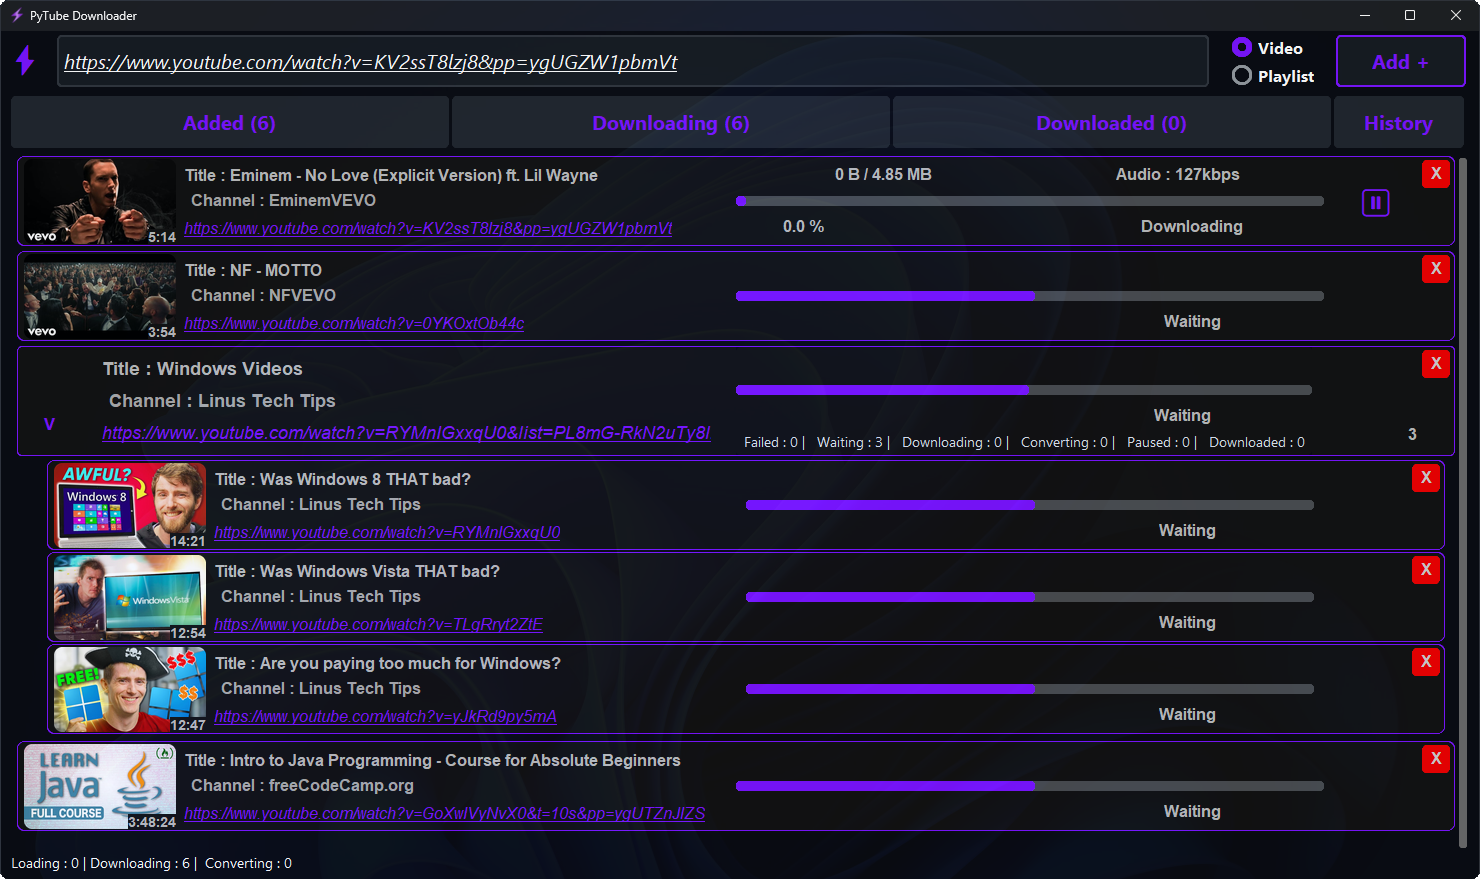 PyTube Downloader
https://www.youtube.com/watch?v=KV2ssT8lzj8&pp=ygUGZW1pbmVt
Video
Playlist
Add +
Added (6)
Downloading (6)
Downloaded (0)
History
vevo
5:14
Title : Eminem - No Love (Explicit Version) ft. Lil Wayne
Channel : EminemVEVO
https://www.youtube.com/watch?v=KV2ssT8lzj8&pp=ygUGZW1pbmVt
0 B / 4.85 MB
Audio : 127kbps
0.0 %
Downloading
X
vevo
3:54
Title : NF - MOTTO
Channel : NFVEVO
https://www.youtube.com/watch?v=0YKOxtOb44c
Waiting
X
V
Title : Windows Videos
Channel : Linus Tech Tips
https://www.youtube.com/watch?v=RYMnIGxxqU0&list=PL8mG-RkN2uTy8I
Waiting
Failed : 0 | Waiting : 3 | Downloading : 0 | Converting : 0 | Paused : 0 | Downloaded : 0
3
X
AWFUL?
Windows 8
14:21
Title : Was Windows 8 THAT bad?
Channel : Linus Tech Tips
https://www.youtube.com/watch?v=RYMnIGxxqU0
Waiting
X
WindowsVista
12:54
Title : Was Windows Vista THAT bad?
Channel : Linus Tech Tips
https://www.youtube.com/watch?v=TLgRryt2ZtE
Waiting
X
FREE!
$$$
$$
12:47
Title : Are you paying too much for Windows?
Channel : Linus Tech Tips
https://www.youtube.com/watch?v=yJkRd9py5mA
Waiting
X
LEARN
Java
FULL COURSE
3:48:24
Title : Intro to Java Programming - Course for Absolute Beginners
Channel : freeCodeCamp.org
https://www.youtube.com/watch?v=GoXwIVyNvX0&t=10s&pp=ygUTZnJlZS
Waiting
X
Loading : 0 | Downloading : 6 | Converting : 0